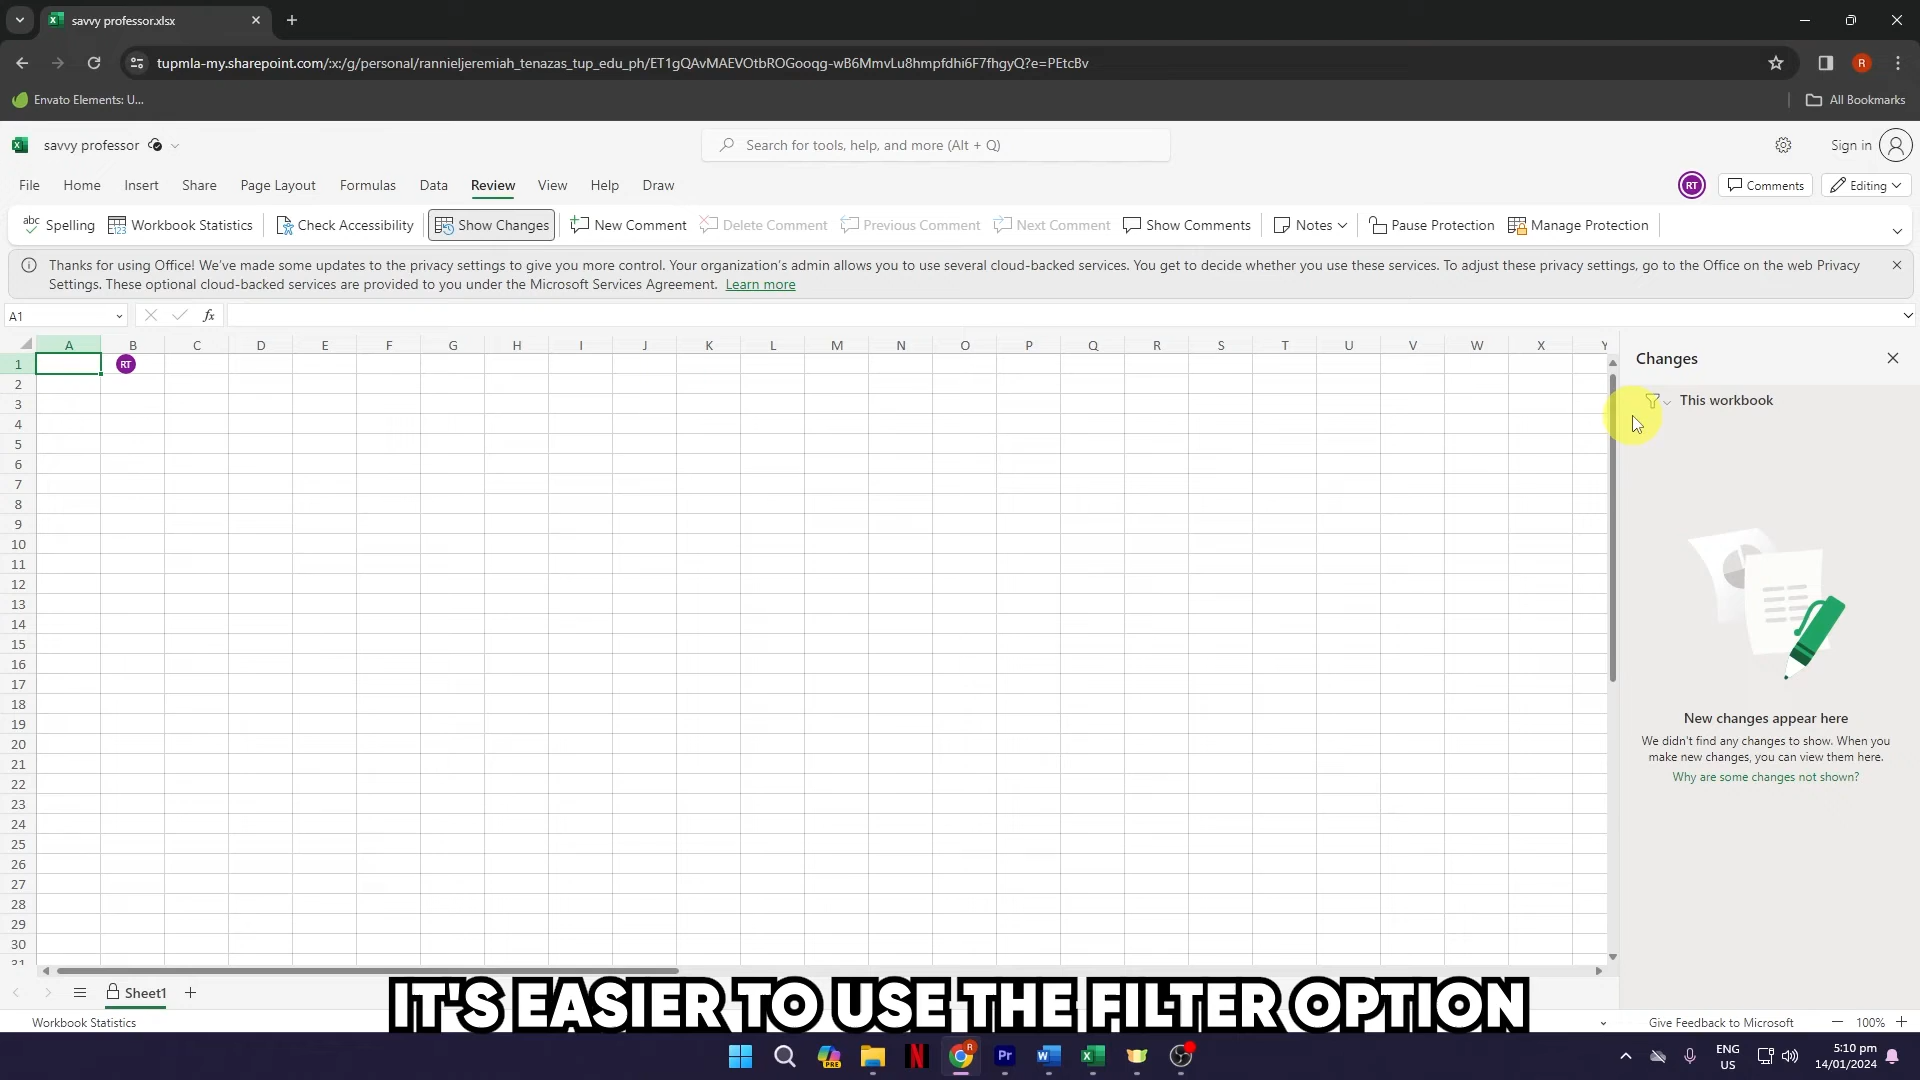 savvy professor.xlsx
tupmla-my.sharepoint.com/:x:/g/personal/rannieljeremiah_tenazas_tup_edu_ph/ET1gQAvMAEVOtbROGooqg-wB6MmvLu8hmpfdhi6F7fhgyQ?e=PEtcBv
R
Envato Elements: U...
All Bookmarks
savvy professor
Search for tools, help, and more (Alt + Q)
Sign in
File Home Insert Share Page Layout Formulas Data Review View Help Draw
RT Comments Editing
abc Spelling 123 Workbook Statistics Check Accessibility Show Changes New Comment Delete Comment Previous Comment Next Comment Show Comments Notes Pause Protection Manage Protection
Thanks for using Office! We've made some updates to the privacy settings to give you more control. Your organization's admin allows you to use several cloud-backed services. You get to decide whether you use these services. To adjust these privacy settings, go to the Office on the web Privacy
Settings. These optional cloud-backed services are provided to you under the Microsoft Services Agreement. Learn more
A1 fx
A B C D E F G H I J K L M N O P Q R S T U V W X Y
1 RT
2
3
4
5
6
7
8
9
10
11
12
13
14
15
16
17
18
19
20
21
22
23
24
25
26
27
28
29
30
31
Changes
This workbook
New changes appear here
We didn't find any changes to show. When you
make new changes, you can view them here.
Why are some changes not shown?
Sheet1
IT'S EASIER TO USE THE FILTER OPTION
Workbook Statistics
Give Feedback to Microsoft 100%
PRE N R Pr W X
ENG
US
5:10 pm
14/01/2024